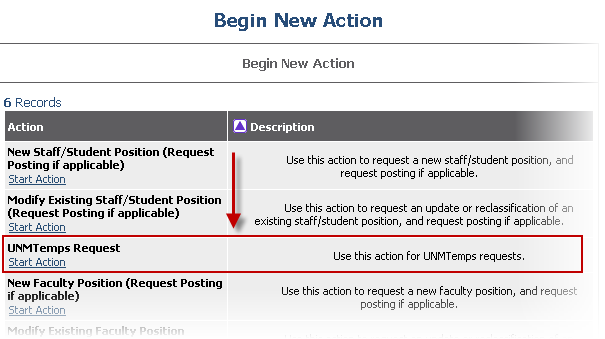 Begin New Action
Begin New Action
6 Records
Action
Description
New Staff/Student Position (Request
Posting if applicable)
Start Action
Use this action to request a new staff/student position, and
request posting if applicable.
Modify Existing Staff/Student Position
(Request Posting if applicable)
Start Action
Use this action to request an update or reclassification of an
existing staff/student position, and request posting if applicable.
UNMTemps Request
Start Action
Use this action for UNMTemps requests.
New Faculty Position (Request Posting
if applicable)
Start Action
Use this action to request a new faculty position, and request
posting if applicable.
Modify Existing Faculty Position